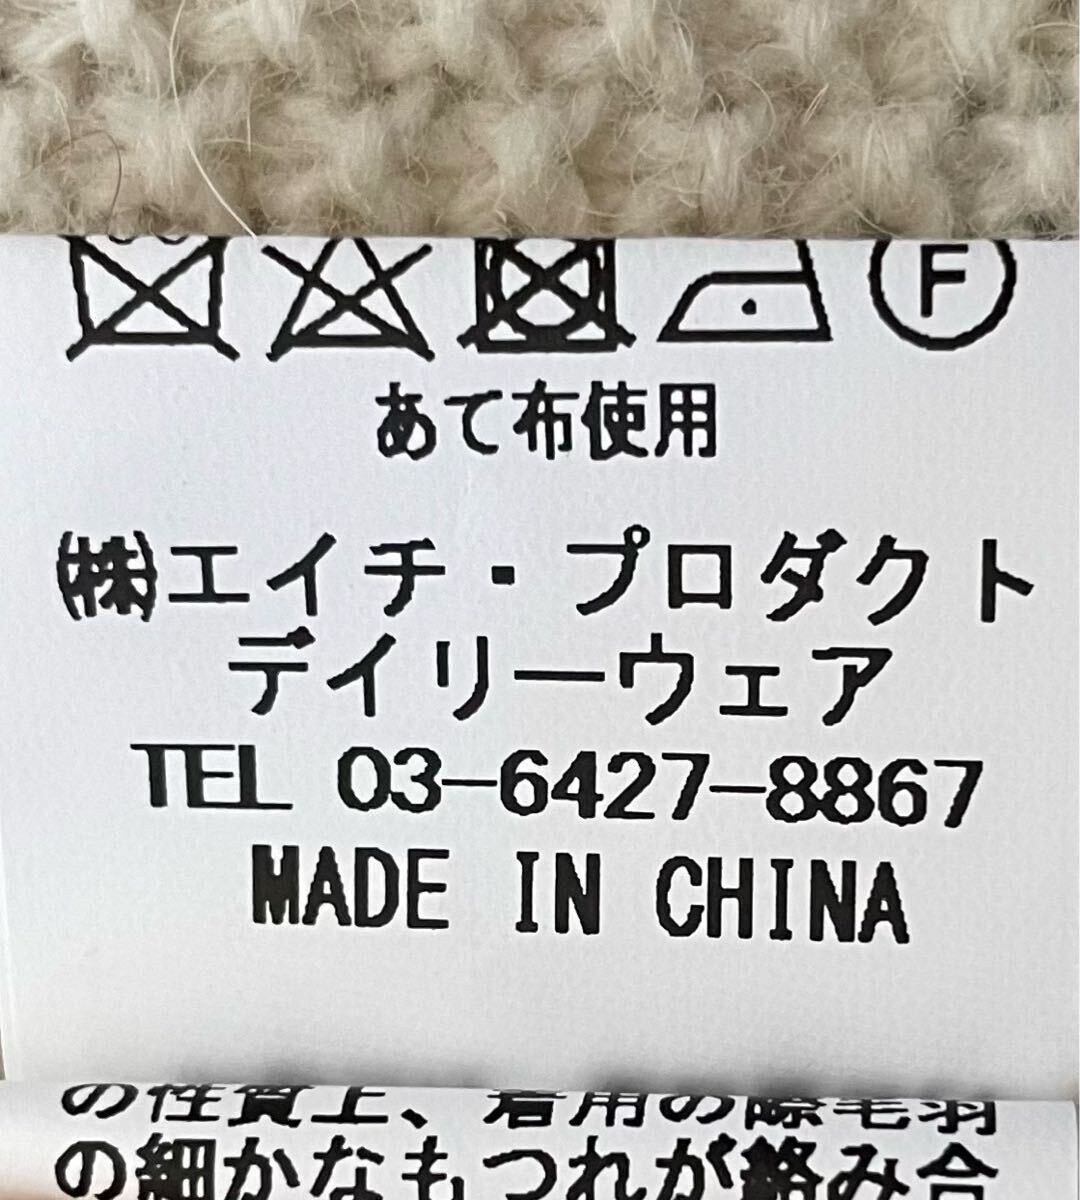 F
あて布使用
㈱エイチ・プロダクト
デイリーウェア
TEL 03-6427-8867
MADE IN CHINA
の性質上、着用の際毛羽
の細かなもつれが絡み合